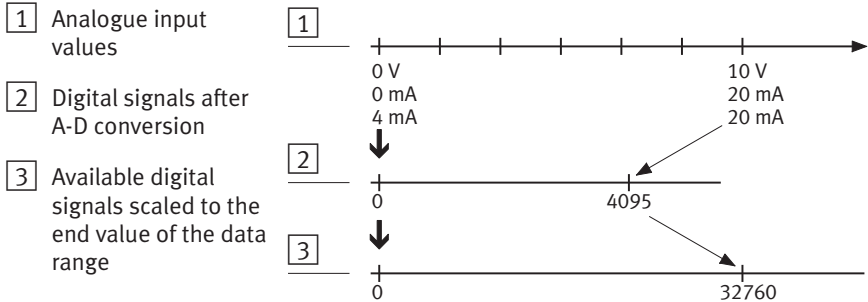 1 Analogue input
values
2 Digital signals after
A-D conversion
3 Available digital
signals scaled to the
end value of the data
range
1
0 V 10 V
0 mA 20 mA
4 mA 20 mA
2
0 4095
3
0 32760